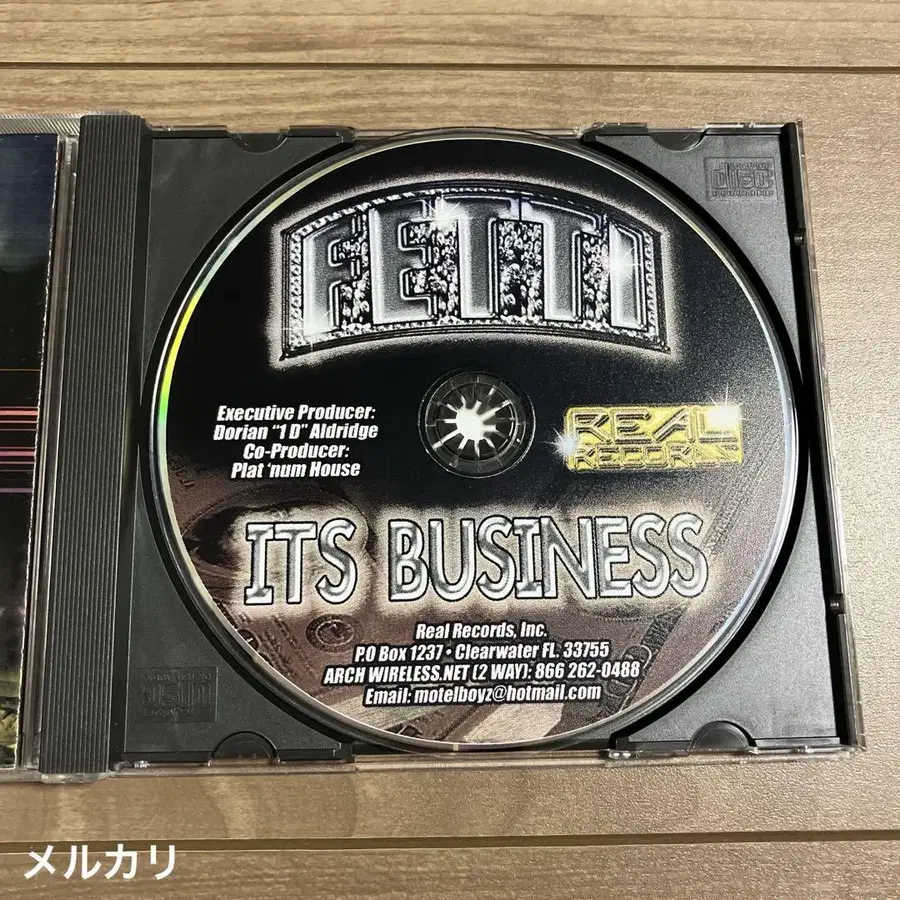 FETTI
disc
Executive Producer:
Dorian “1 D” Aldridge
Co-Producer:
Plat ‘num House
REAL
RECORDS
ITS BUSINESS
Real Records, Inc.
P.O Box 1237 • Clearwater FL. 33755
ARCH WIRELESS.NET (2 WAY): 866 262-0488
Email: motelboyz@hotmail.com
メルカリ